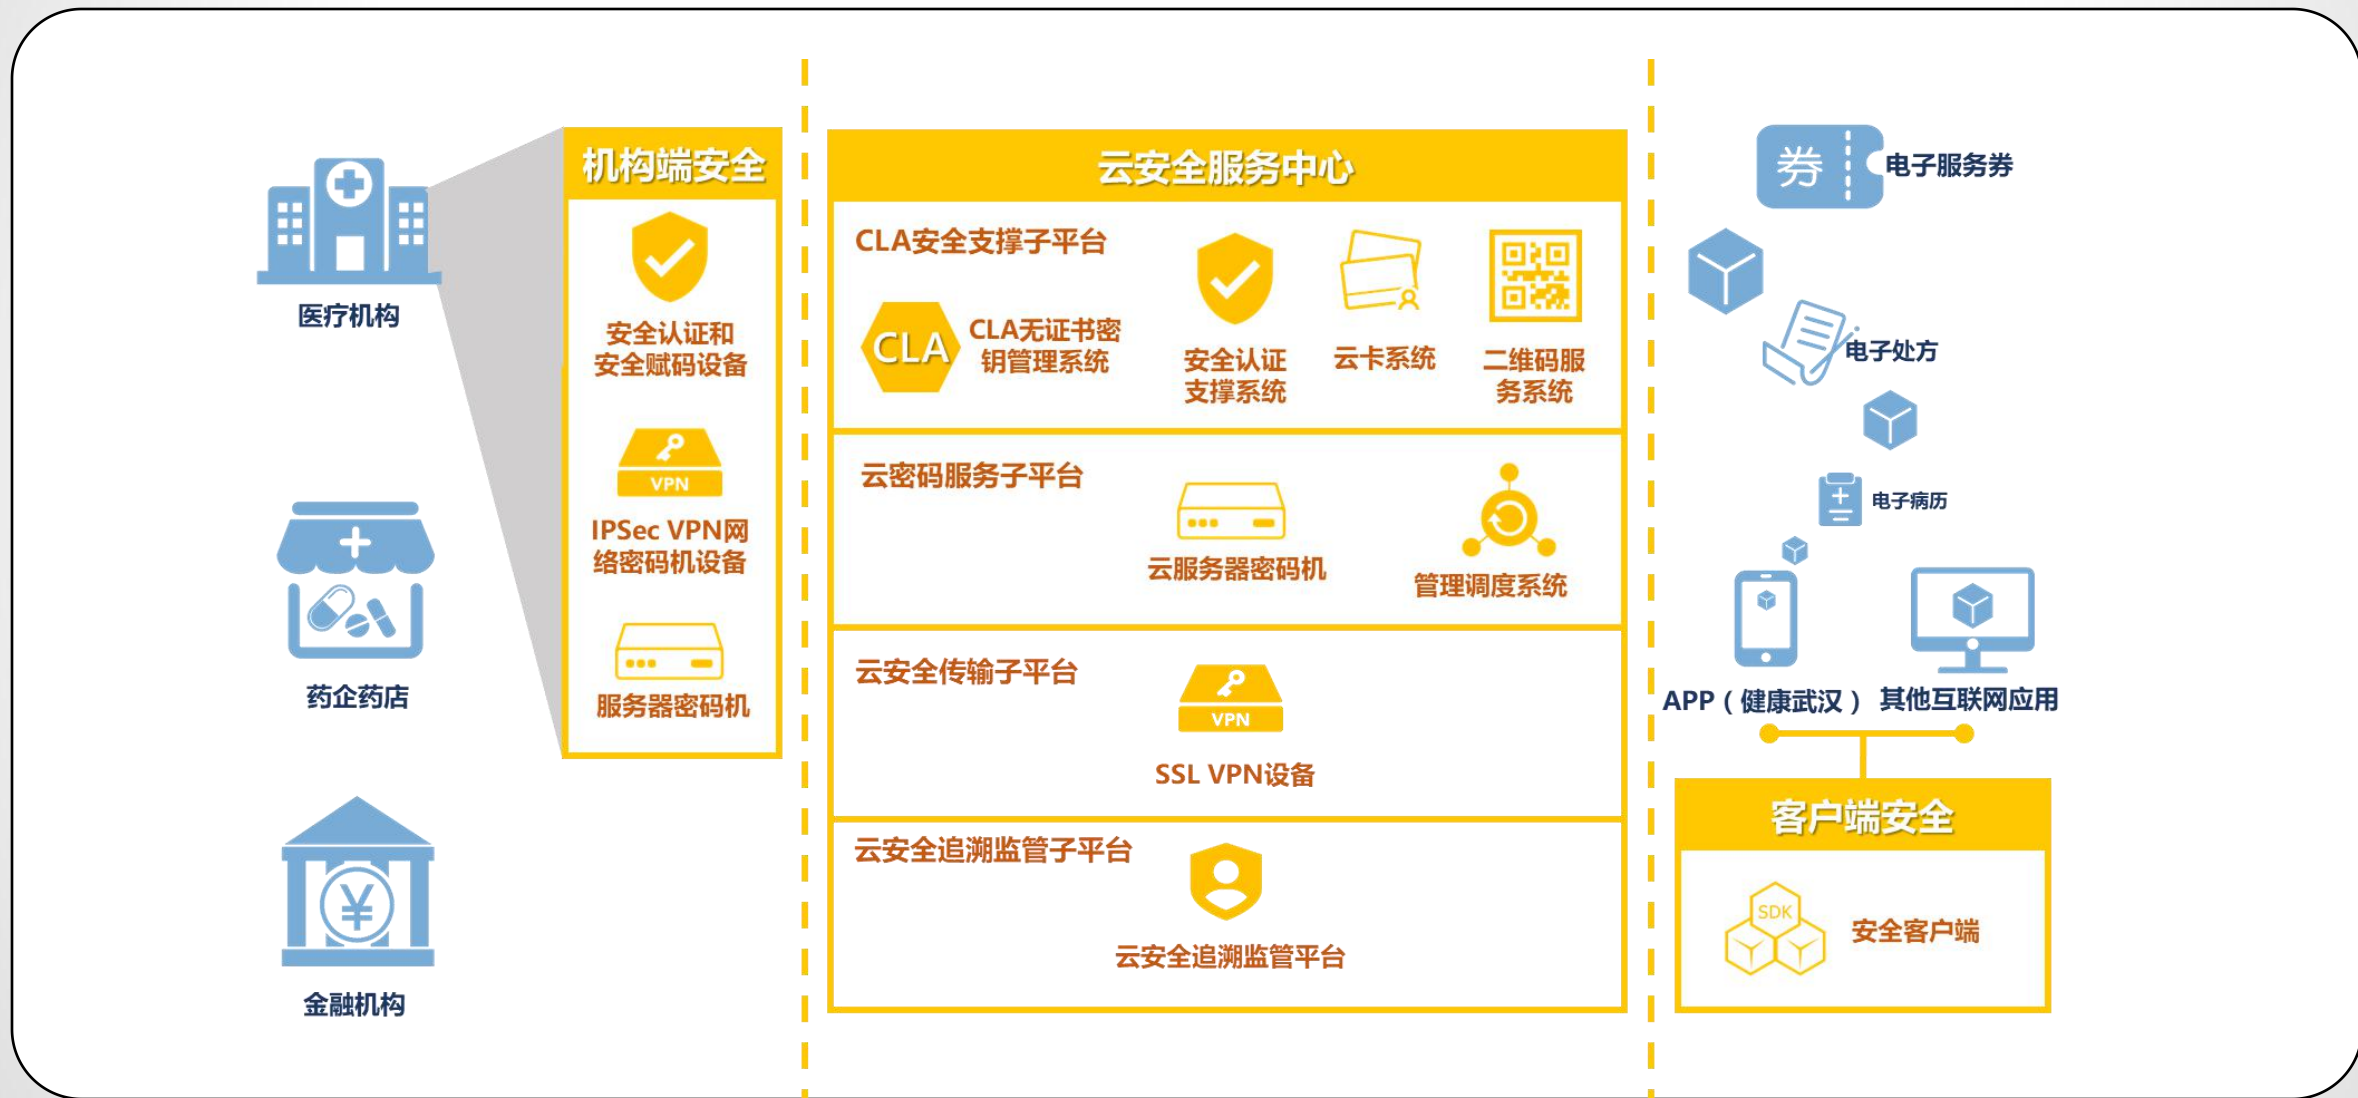 医疗机构
药企药店
¥
金融机构
机构端安全
安全认证和
安全赋码设备
VPN
IPSec VPN网
络密码机设备
服务器密码机
云安全服务中心
CLA安全支撑子平台
CLA
CLA无证书密
钥管理系统
安全认证
支撑系统
云卡系统
二维码服
务系统
云密码服务子平台
云服务器密码机
管理调度系统
云安全传输子平台
VPN
SSL VPN设备
云安全追溯监管子平台
云安全追溯监管平台
券
电子服务券
电子处方
电子病历
APP（健康武汉）
其他互联网应用
客户端安全
SDK
安全客户端